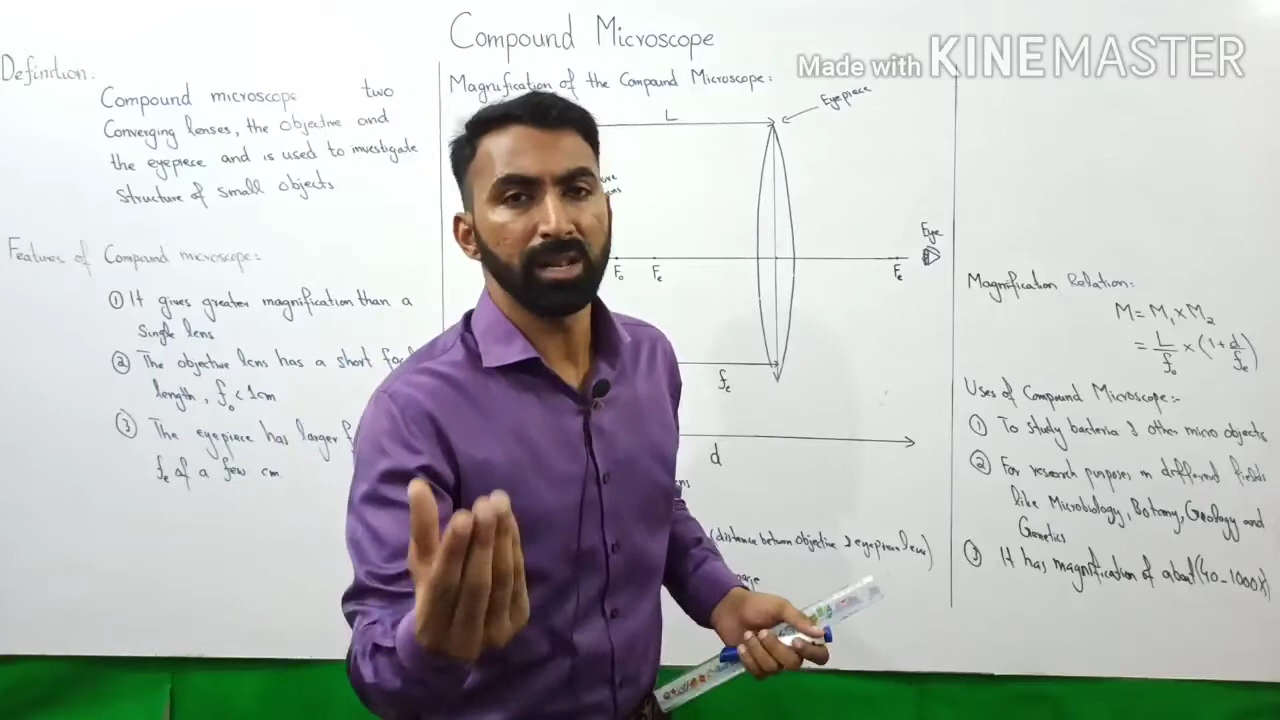 Compound Microscope
Made with KINEMASTER
Definition:
Compound microscope two
Converging lenses, the objective and
the eyepiece and is used to investigate
structure of small objects
Features of Compound microscope:-
① It gives greater magnification than a
Single lens
② The objective lens has a short
length, fo < 1cm
③ The eyepiece has larger f
fe of a few cm
Magnification of the Compound Microscope:
L
Eyepiece
Fo
Fe
Fe
Eye
fe
d
(distance between objective & eyepiece lens)
Magnification Relation:-
M = M1 × M2
= L/fo × (1 + d/fe)
Uses of Compound Microscope:-
① To study bacteria & other micro objects
② For research purposes in different fields
like Microbiology, Botany, Geology and
Genetics
③ It has magnification of about (40-1000X)